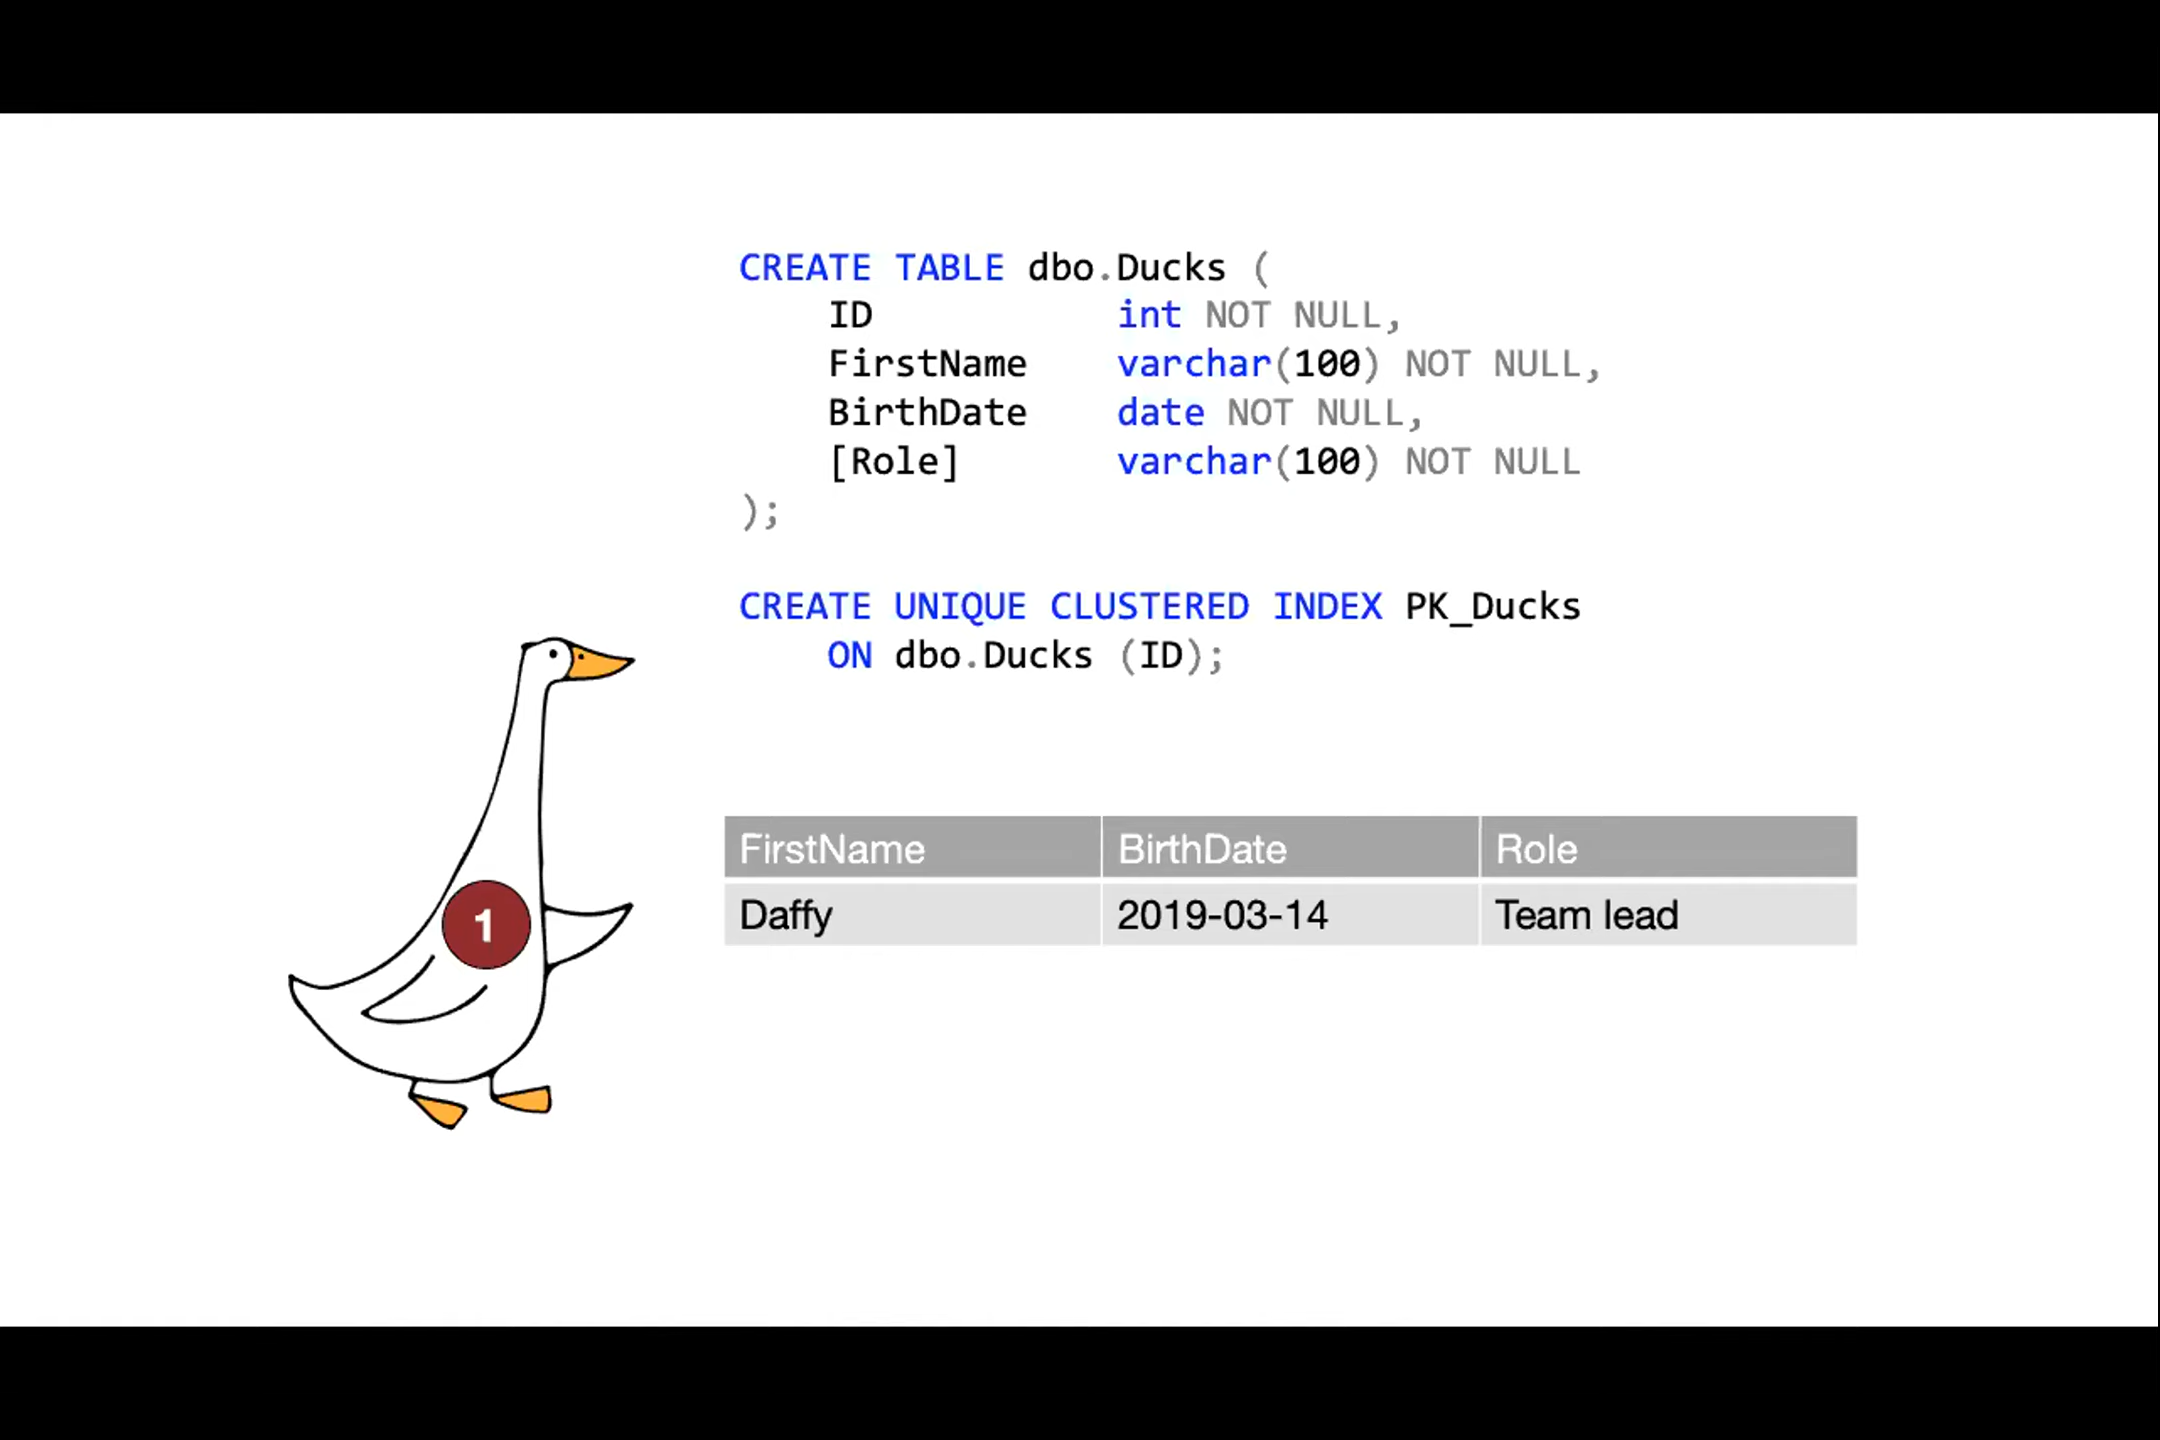 CREATE TABLE dbo.Ducks (
ID int NOT NULL,
FirstName varchar(100) NOT NULL,
BirthDate date NOT NULL,
[Role] varchar(100) NOT NULL
);
CREATE UNIQUE CLUSTERED INDEX PK_Ducks
ON dbo.Ducks (ID);
FirstName BirthDate Role
1 Daffy 2019-03-14 Team lead